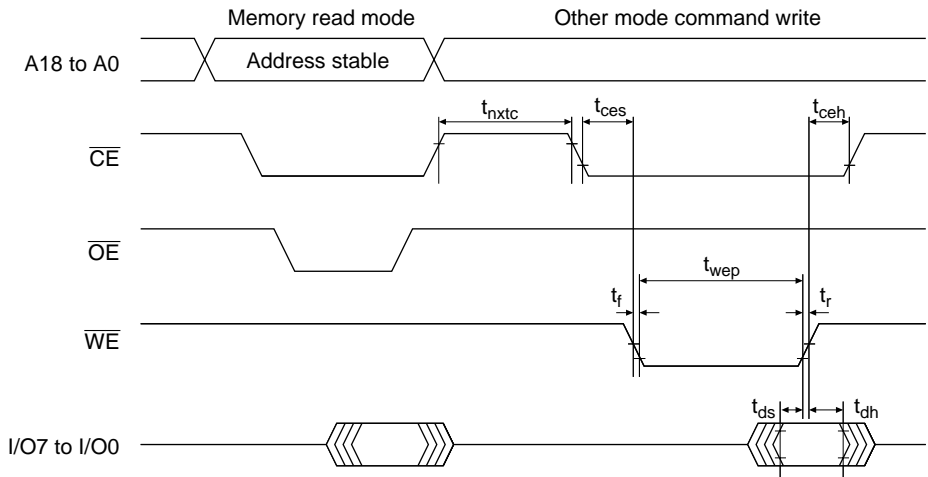 Memory read mode Other mode command write
A18 to A0 Address stable
tnxtc tces tceh
CE
OE
twep
tf tr
WE
tds tdh
I/O7 to I/O0